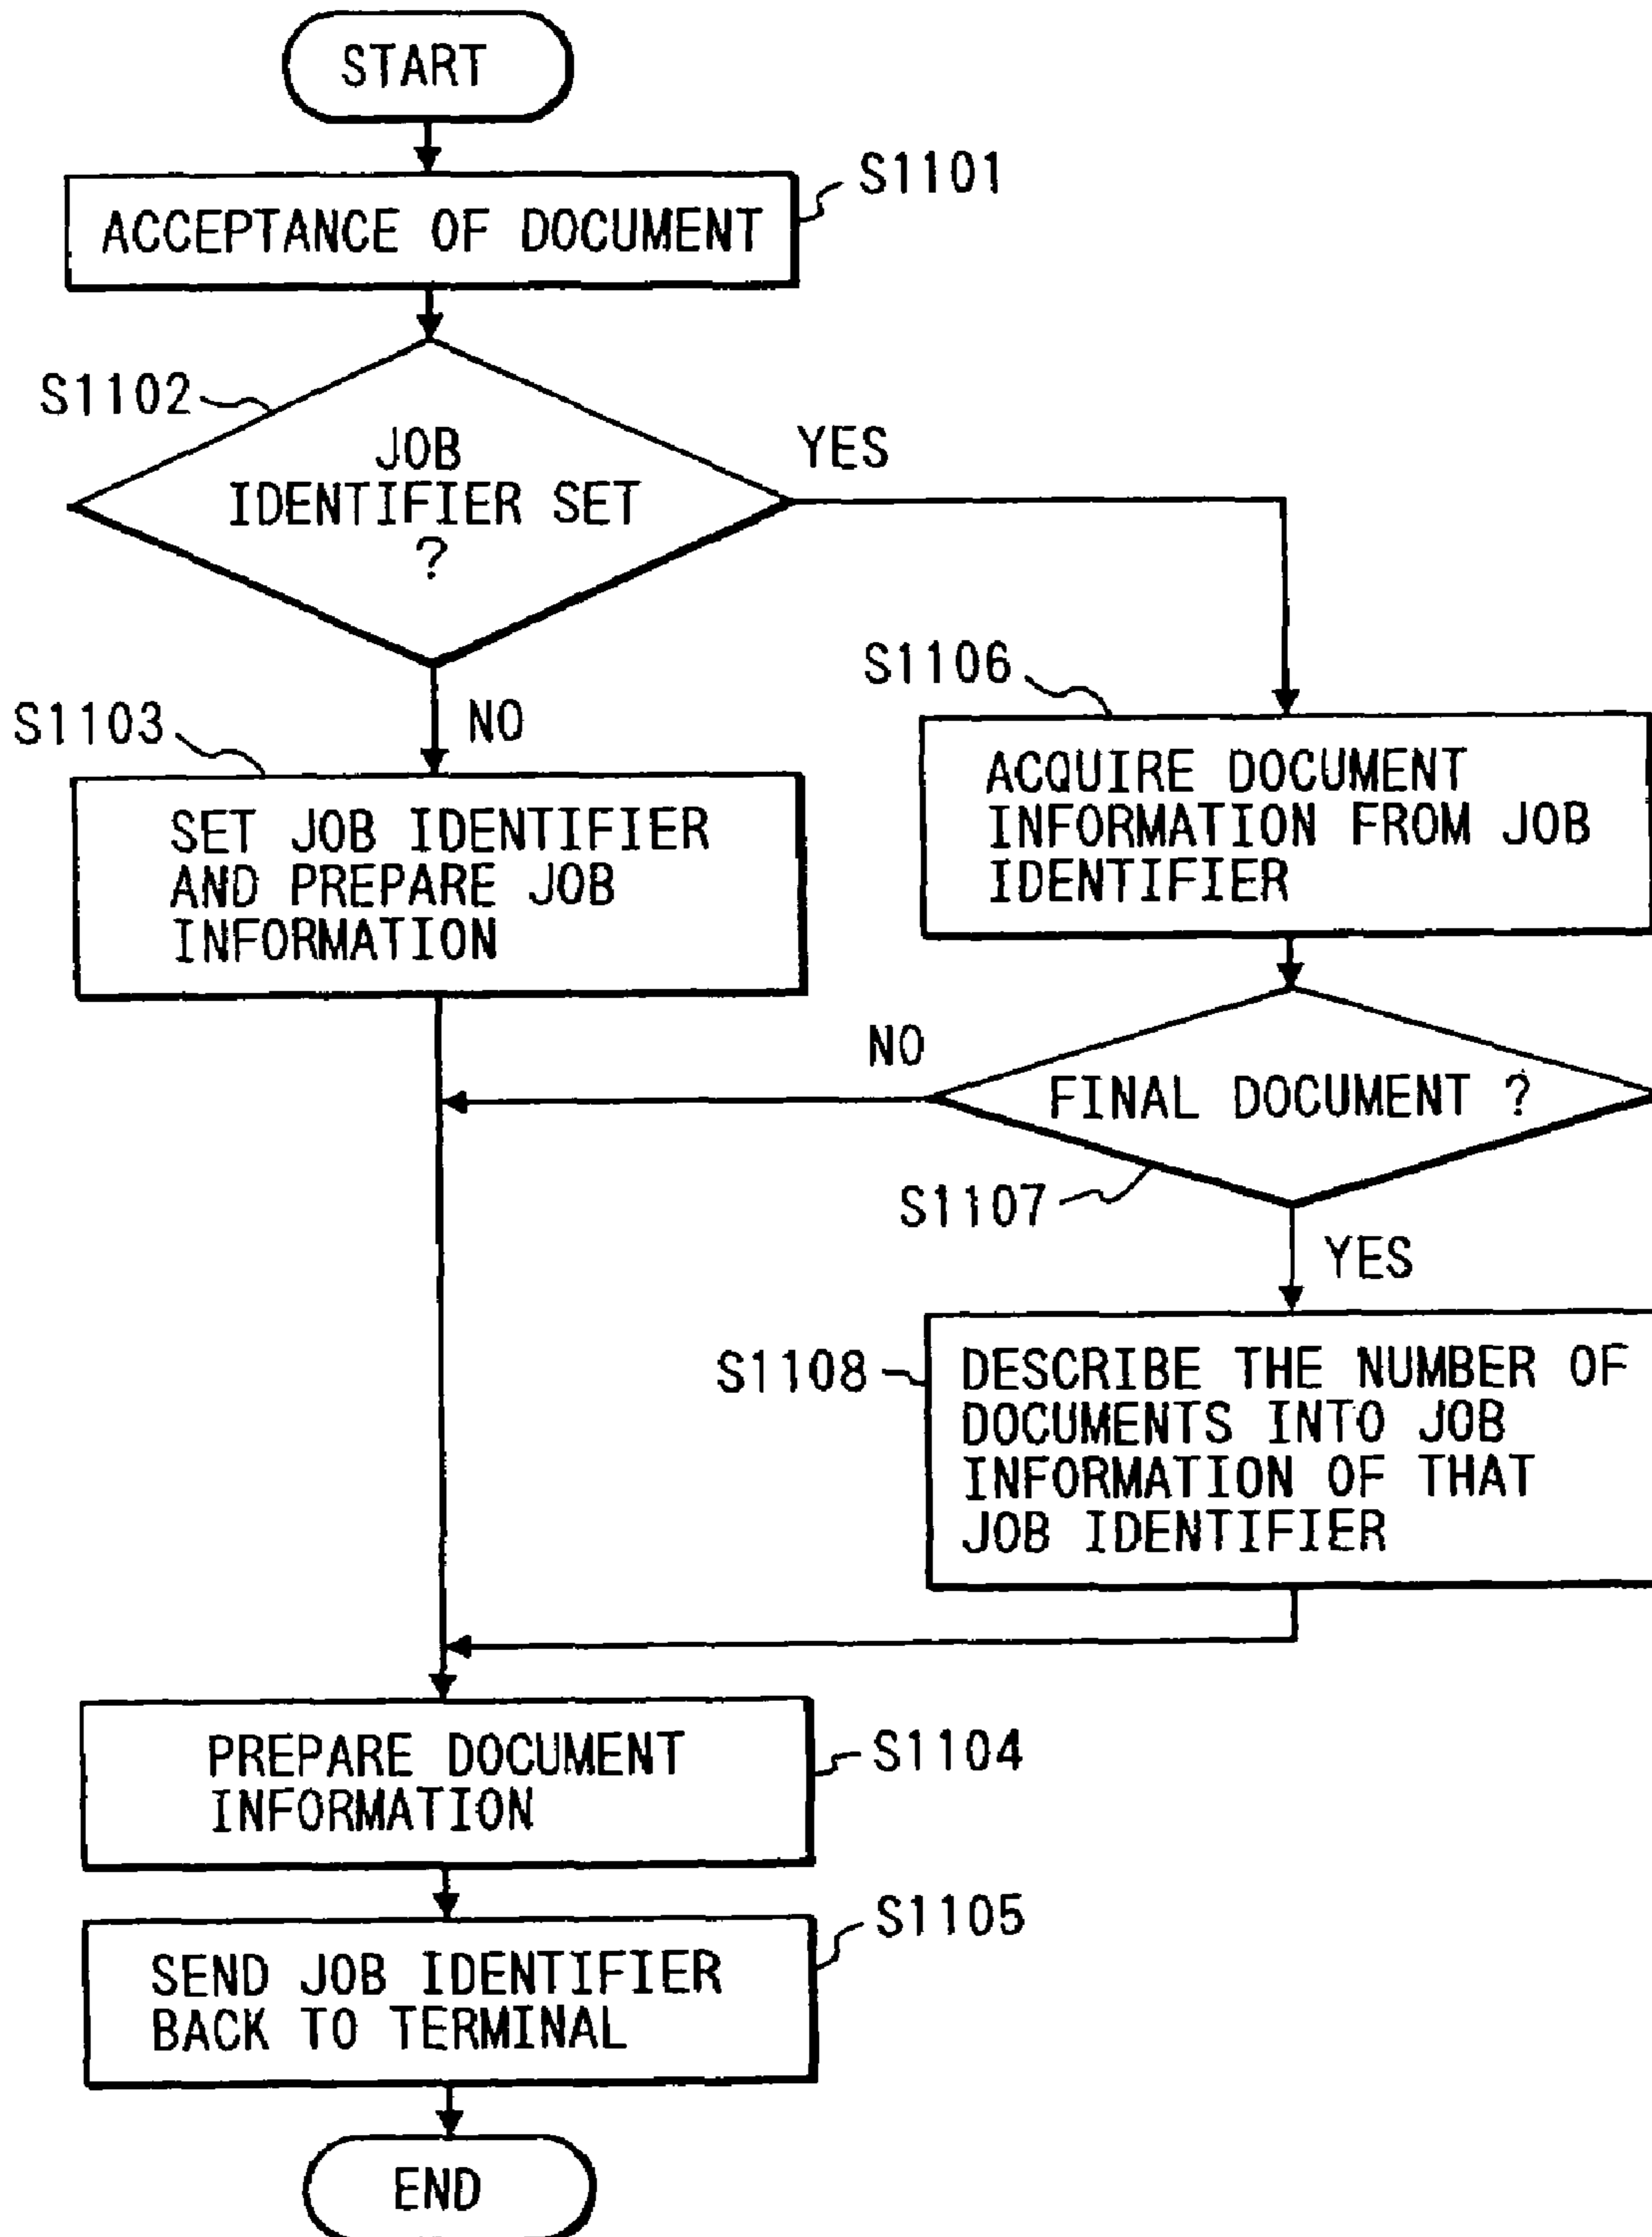 START
S1101
ACCEPTANCE OF DOCUMENT
S1102
JOB
IDENTIFIER SET
?
YES
NO
S1103
SET JOB IDENTIFIER
AND PREPARE JOB
INFORMATION
S1106
ACQUIRE DOCUMENT
INFORMATION FROM JOB
IDENTIFIER
NO
FINAL DOCUMENT ?
S1107
YES
S1108
DESCRIBE THE NUMBER OF
DOCUMENTS INTO JOB
INFORMATION OF THAT
JOB IDENTIFIER
PREPARE DOCUMENT
INFORMATION
S1104
S1105
SEND JOB IDENTIFIER
BACK TO TERMINAL
END